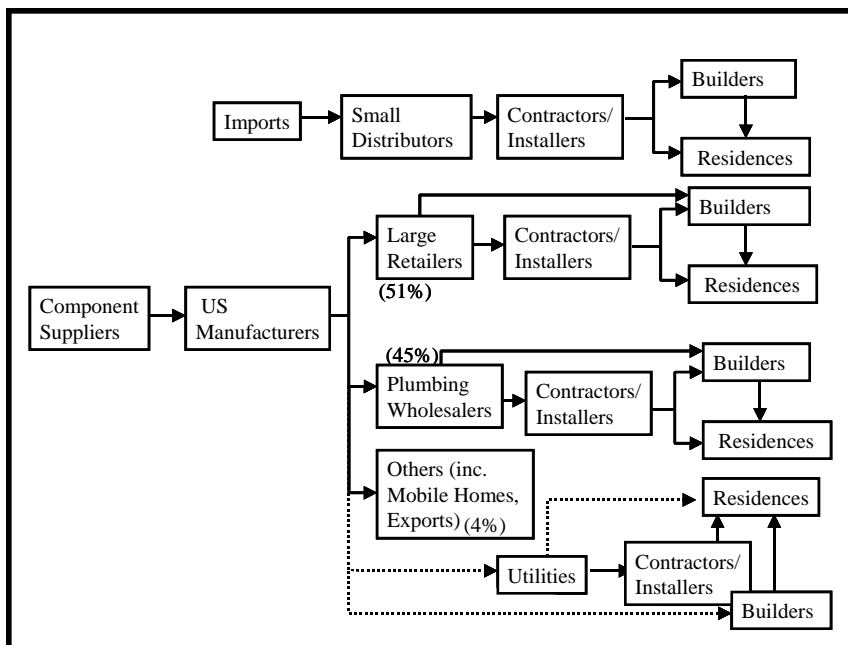 Builders
Imports
Small
Distributors
Contractors/
Installers
Residences
Large
Retailers
(51%)
Contractors/
Installers
Builders
Residences
Component
Suppliers
US
Manufacturers
(45%)
Plumbing
Wholesalers
Contractors/
Installers
Builders
Residences
Others (inc.
Mobile Homes,
Exports) (4%)
Residences
Utilities
Contractors/
Installers
Builders